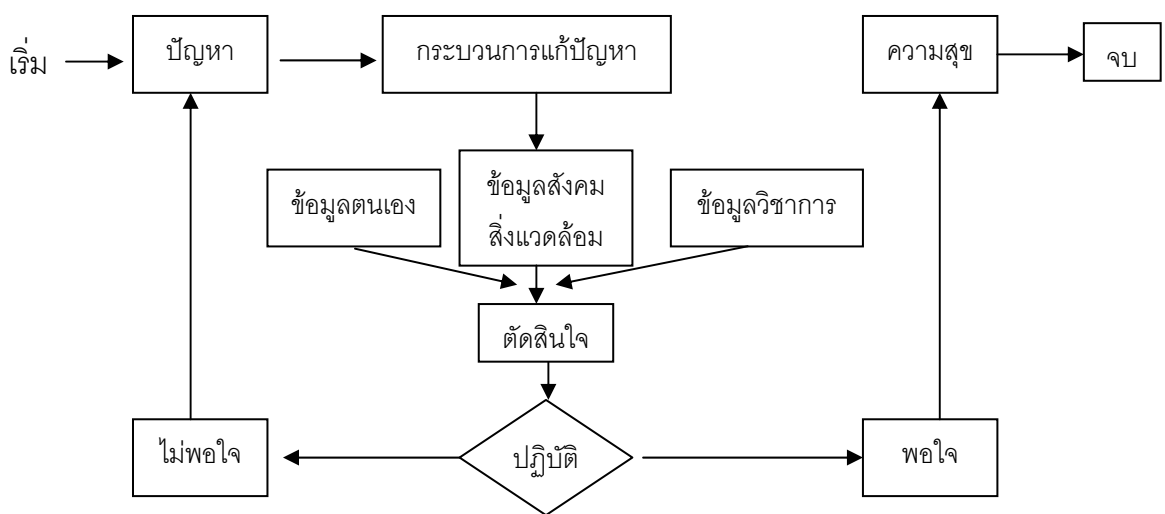 เริ่ม
ปัญหา
กระบวนการแก้ปัญหา
ความสุข
จบ
ข้อมูลตนเอง
ข้อมูลสังคม
สิ่งแวดล้อม
ข้อมูลวิชาการ
ตัดสินใจ
ไม่พอใจ
ปฏิบัติ
พอใจ